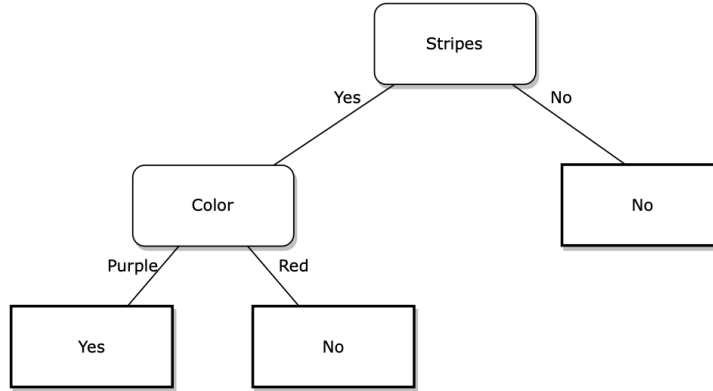 Stripes
Yes
No
Color
No
Purple
Red
Yes
No